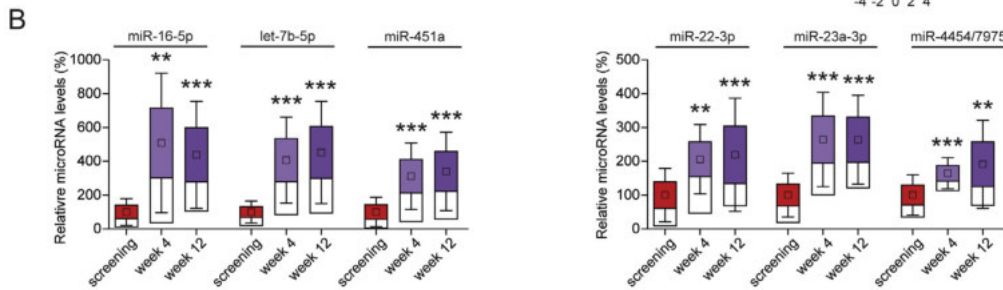 -4 -2 0 2 4
B
miR-16-5p let-7b-5p miR-451a
Relativre microRNA levels (%)
1000
800
600
400
200
0
** *** *** *** *** ***
screening week 4 week 12 screening week 4 week 12 screening week 4 week 12
miR-22-3p miR-23a-3p miR-4454/7975
Relativre microRNA levels (%)
500
400
300
200
100
0
** *** *** *** *** **
screening week 4 week 12 screening week 4 week 12 screening week 4 week 12